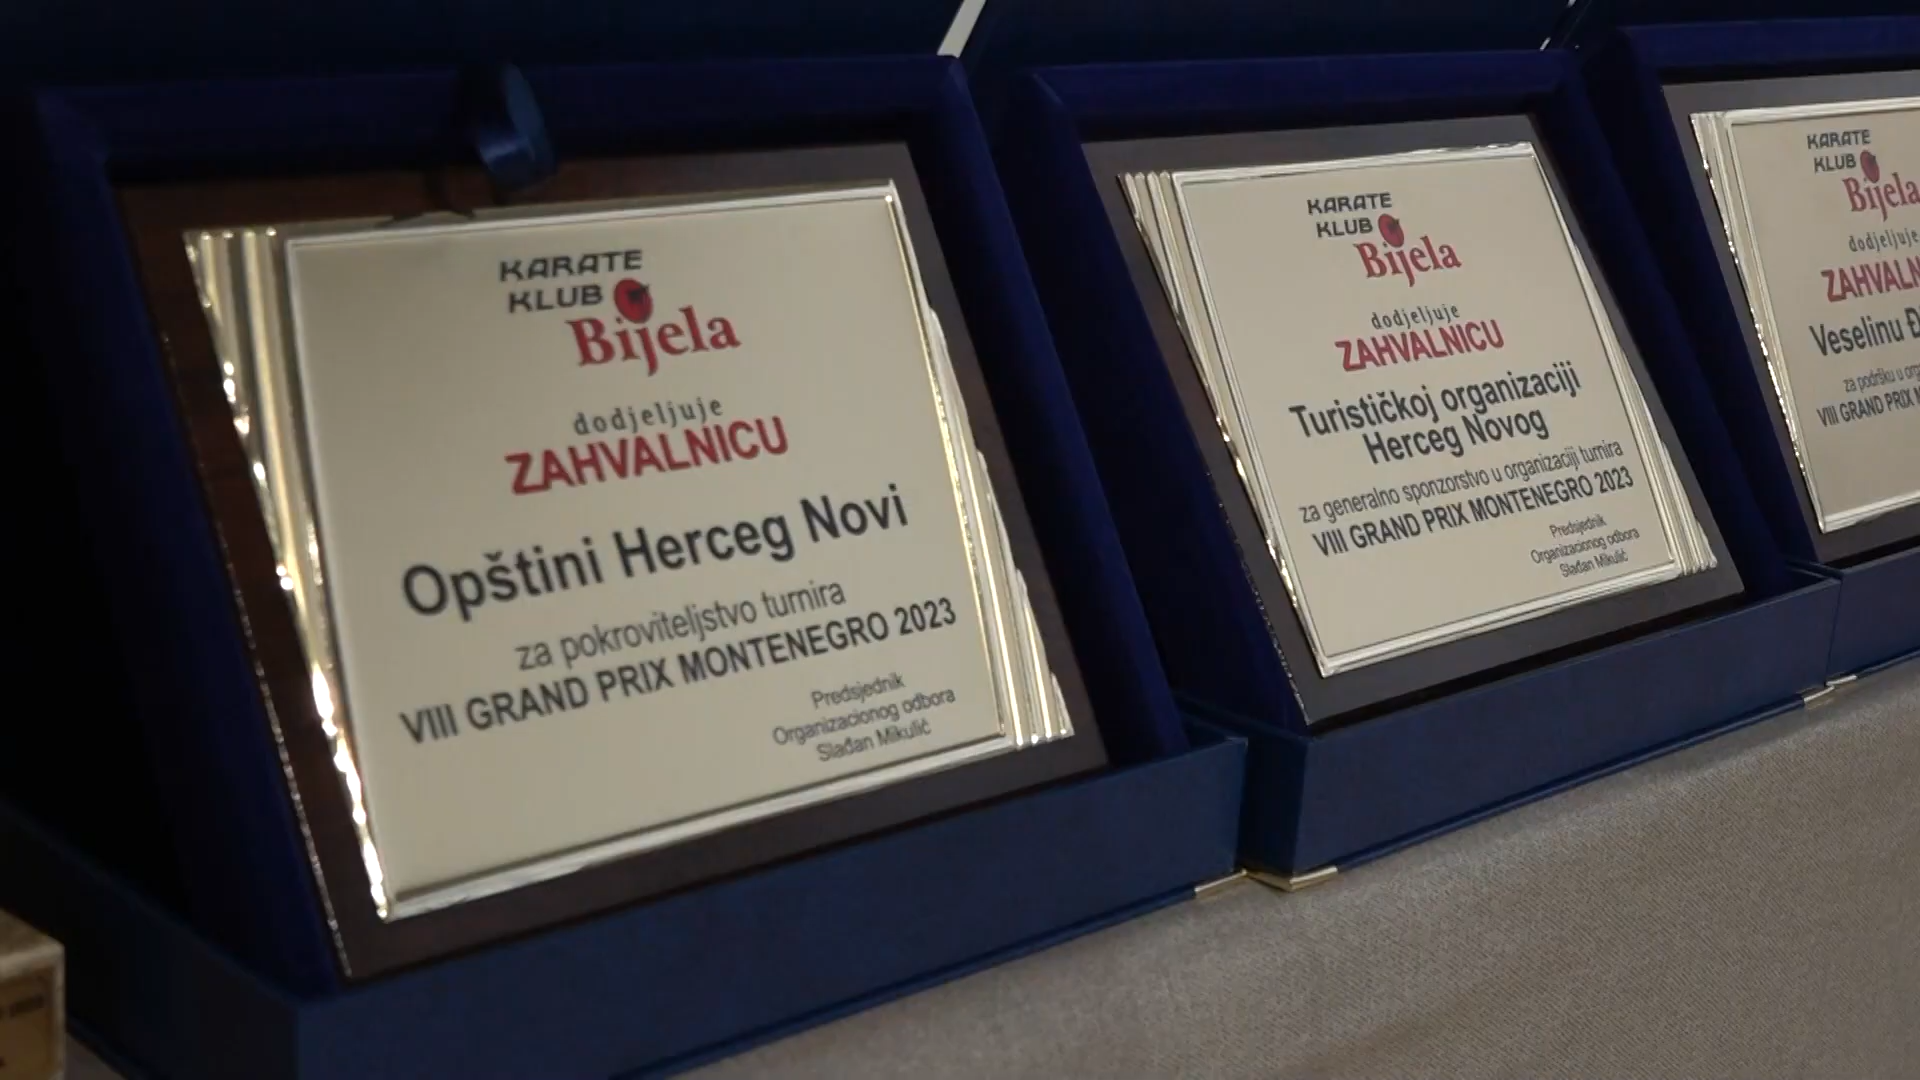 KARATE
KLUB
Bijela
dodjeljuje
ZAHVALNICU
Opštini Herceg Novi
za pokroviteljstvo turnira
VIII GRAND PRIX MONTENEGRO 2023
Predsjednik
Organizacionog odbora
Slađan Mikulić
KARATE
KLUB
Bijela
dodjeljuje
ZAHVALNICU
Turističkoj organizaciji
Herceg Novog
za generalno sponzorstvo u organizaciji turnira
VIII GRAND PRIX MONTENEGRO 2023
Predsjednik
Organizacionog odbora
Slađan Mikulić
KARATE
KLUB
Bijela
dodjeljuje
ZAHVALN
Veselinu Đ
za podršku u org
VIII GRAND PRIX M